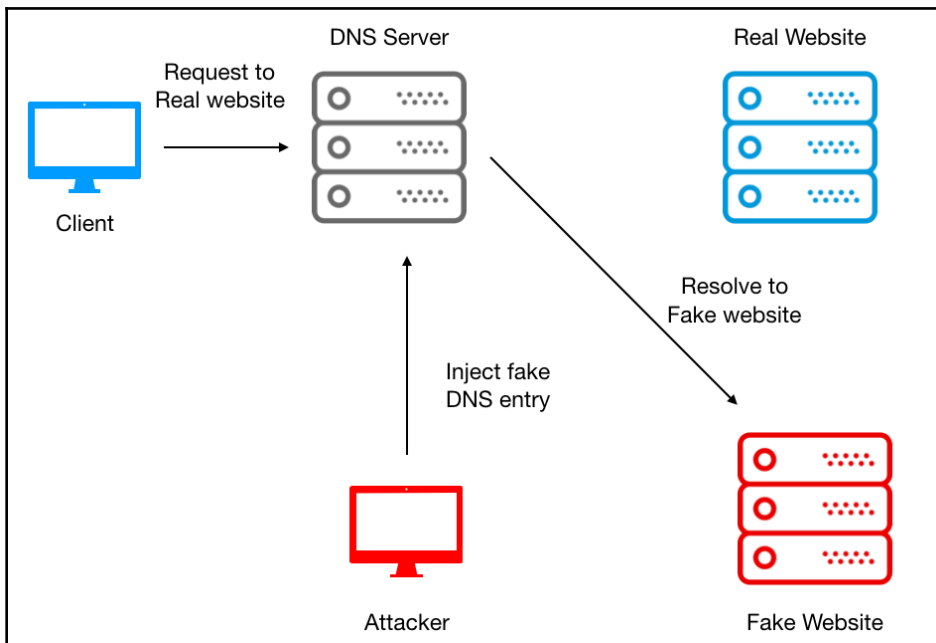 DNS Server
Real Website
Request to
Real website
Client
Resolve to
Fake website
Inject fake
DNS entry
Attacker
Fake Website